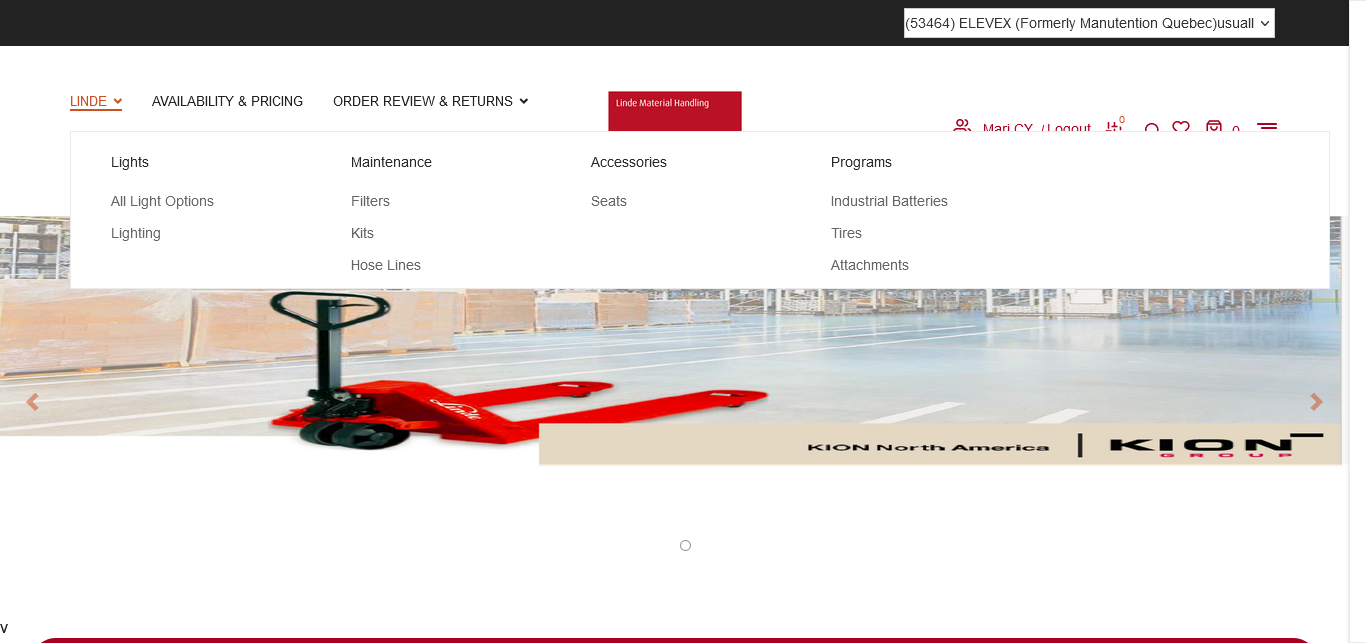 (53464) ELEVEX (Formerly Manutention Quebec)usuall
LINDE
AVAILABILITY & PRICING
ORDER REVIEW & RETURNS
Linde Material Handling
Mari CY / Logout
0
0
Lights
Maintenance
Accessories
Programs
All Light Options
Filters
Seats
Industrial Batteries
Lighting
Kits
Tires
Hose Lines
Attachments
Linde
KION North America
KION
GROUP
v